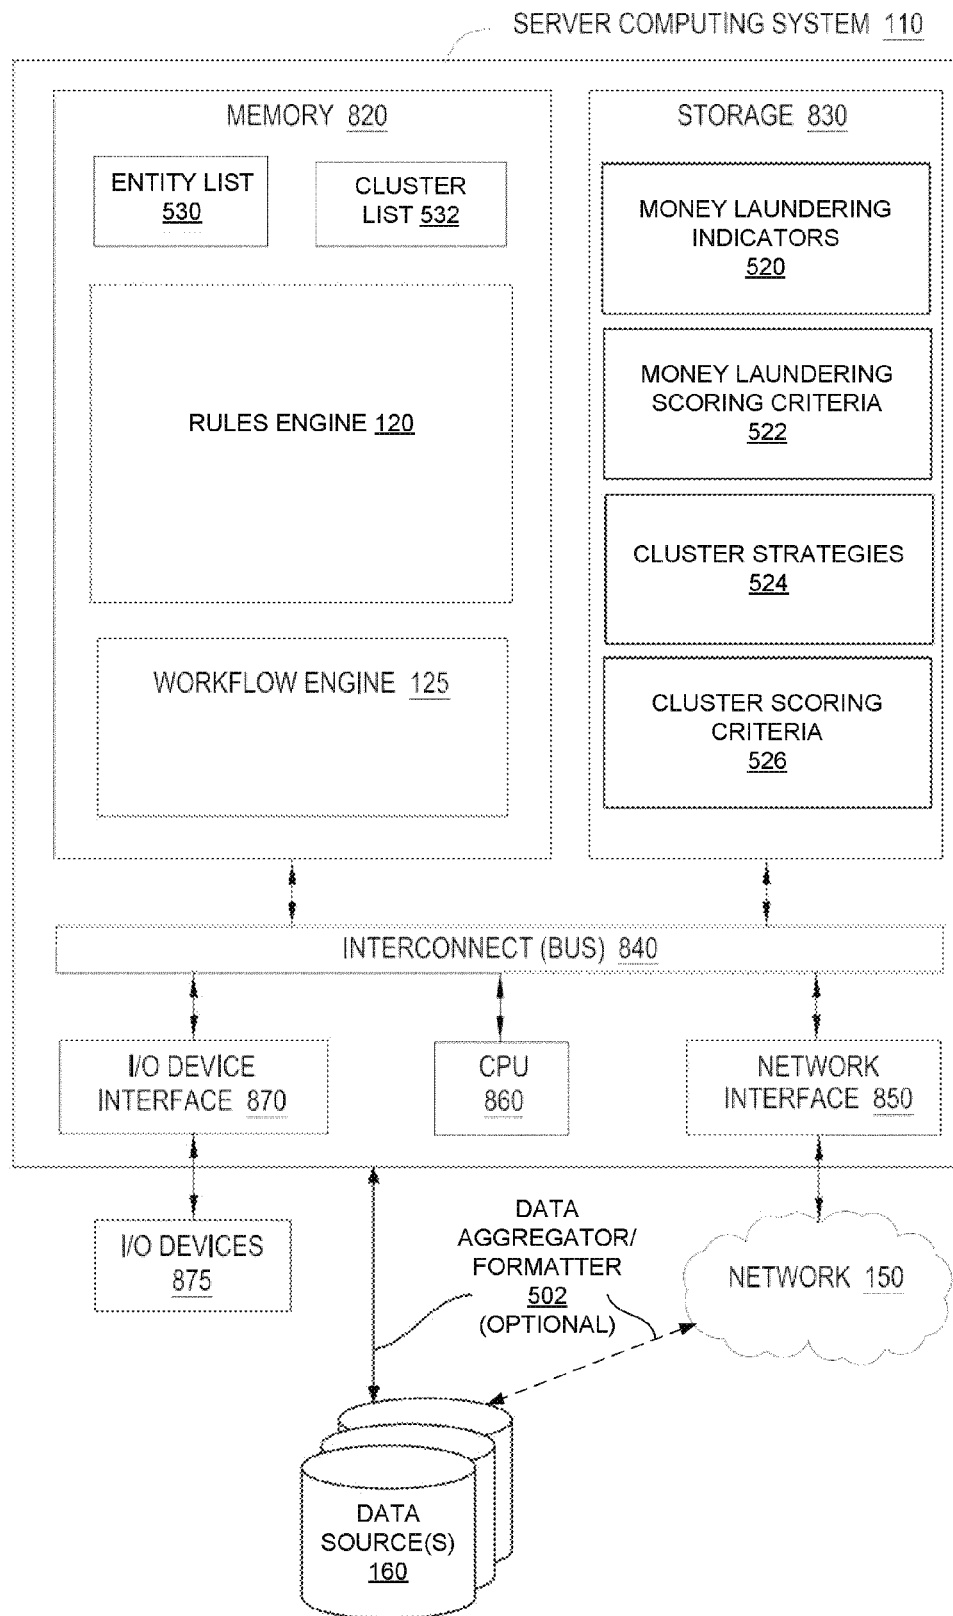 SERVER COMPUTING SYSTEM 110
MEMORY 820
ENTITY LIST
530
CLUSTER
LIST 532
RULES ENGINE 120
WORKFLOW ENGINE 125
STORAGE 830
MONEY LAUNDERING
INDICATORS
520
MONEY LAUNDERING
SCORING CRITERIA
522
CLUSTER STRATEGIES
524
CLUSTER SCORING
CRITERIA
526
INTERCONNECT (BUS) 840
I/O DEVICE
INTERFACE 870
CPU
860
NETWORK
INTERFACE 850
I/O DEVICES
875
DATA
AGGREGATOR/
FORMATTER
502
(OPTIONAL)
NETWORK 150
DATA
SOURCE(S)
160